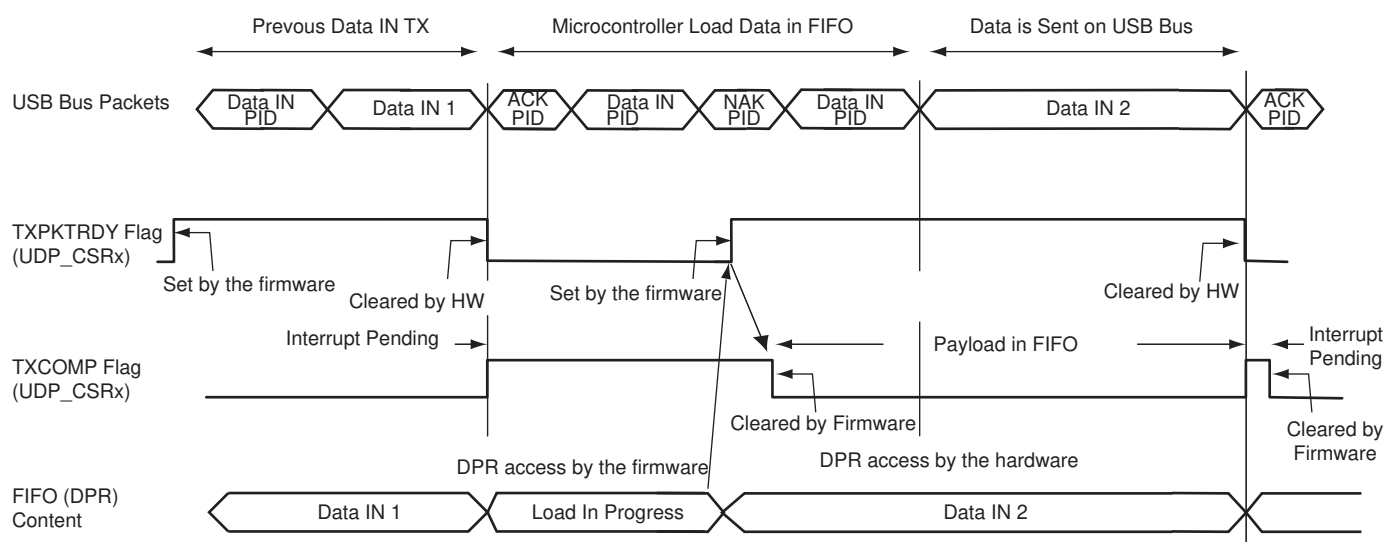 Prevous Data IN TX
Microcontroller Load Data in FIFO
Data is Sent on USB Bus
USB Bus Packets
Data IN
PID
Data IN 1
ACK
PID
Data IN
PID
NAK
PID
Data IN
PID
Data IN 2
ACK
PID
TXPKTRDY Flag
(UDP_CSRx)
Set by the firmware
Cleared by HW
Set by the firmware
Cleared by HW
Interrupt Pending
Payload in FIFO
Interrupt
Pending
TXCOMP Flag
(UDP_CSRx)
Cleared by Firmware
Cleared by
Firmware
DPR access by the firmware
DPR access by the hardware
FIFO (DPR)
Content
Data IN 1
Load In Progress
Data IN 2